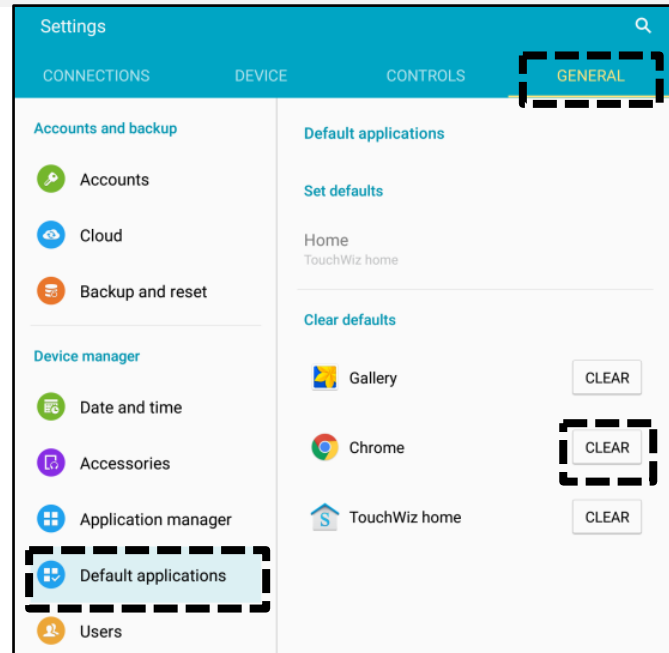 Settings
CONNECTIONS DEVICE CONTROLS GENERAL
Accounts and backup
Accounts
Cloud
Backup and reset
Device manager
Date and time
Accessories
Application manager
Default applications
Users
Default applications
Set defaults
Home
TouchWiz home
Clear defaults
Gallery CLEAR
Chrome CLEAR
S TouchWiz home CLEAR